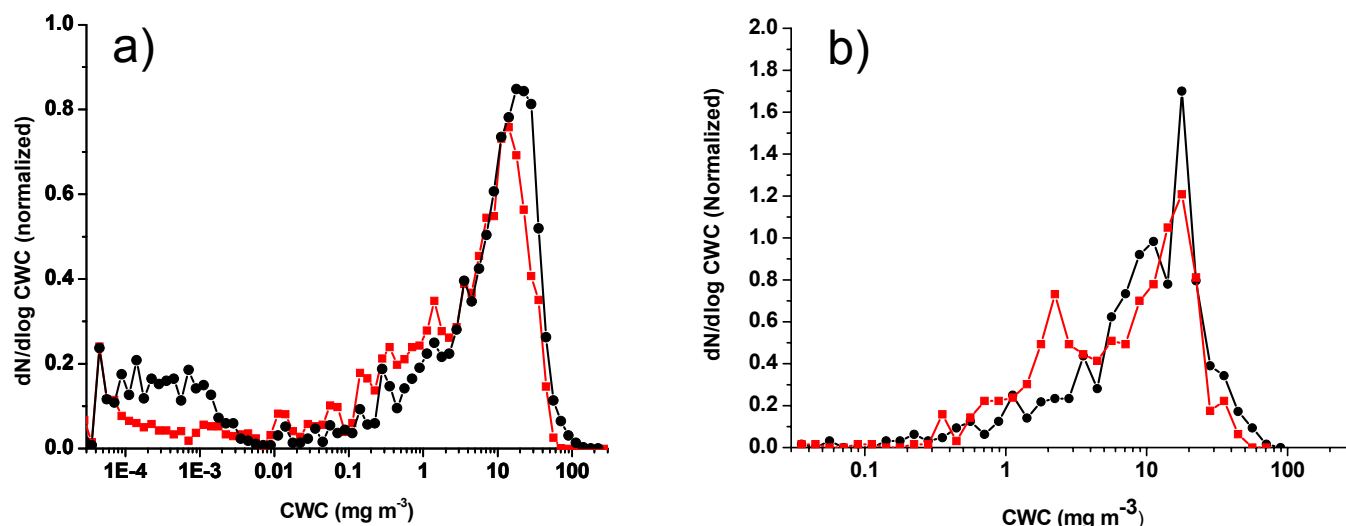 a)
dN/dlog CWC (normalized)
1.0
0.8
0.6
0.4
0.2
0.0
1E-4 1E-3 0.01 0.1 1 10 100
CWC (mg m-3)
b)
dN/dlog CWC (Normalized)
2.0
1.8
1.6
1.4
1.2
1.0
0.8
0.6
0.4
0.2
0.0
0.1 1 10 100
CWC (mg m-3)